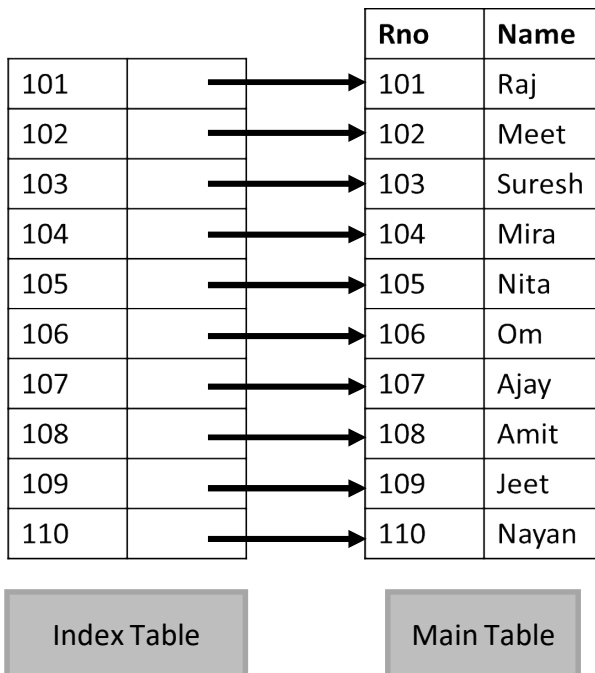 Rno Name
101 101 Raj
102 102 Meet
103 103 Suresh
104 104 Mira
105 105 Nita
106 106 Om
107 107 Ajay
108 108 Amit
109 109 Jeet
110 110 Nayan
Index Table Main Table